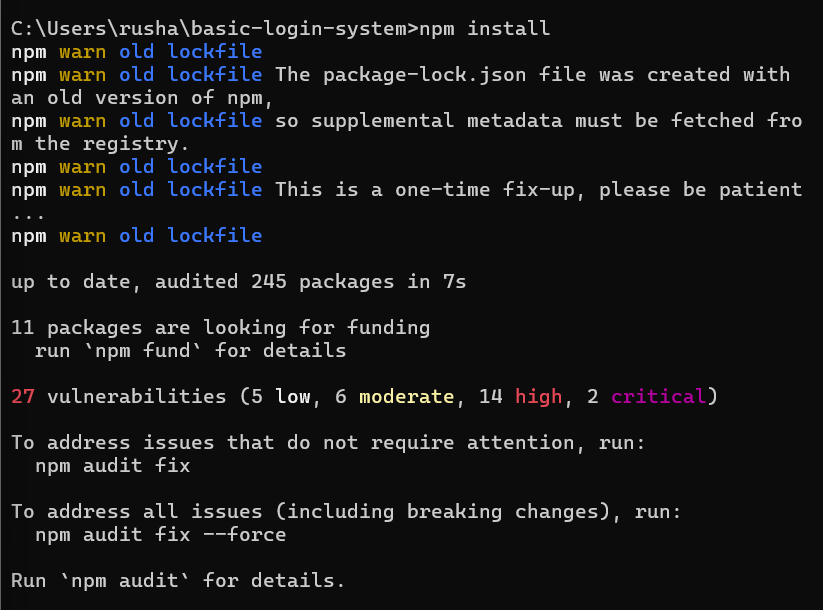 C:\Users\rusha\basic-login-system>npm install
npm warn old lockfile
npm warn old lockfile The package-lock.json file was created with
an old version of npm,
npm warn old lockfile so supplemental metadata must be fetched fro
m the registry.
npm warn old lockfile
npm warn old lockfile This is a one-time fix-up, please be patient
...
npm warn old lockfile
up to date, audited 245 packages in 7s
11 packages are looking for funding
  run `npm fund` for details
27 vulnerabilities (5 low, 6 moderate, 14 high, 2 critical)
To address issues that do not require attention, run:
  npm audit fix
To address all issues (including breaking changes), run:
  npm audit fix --force
Run `npm audit` for details.